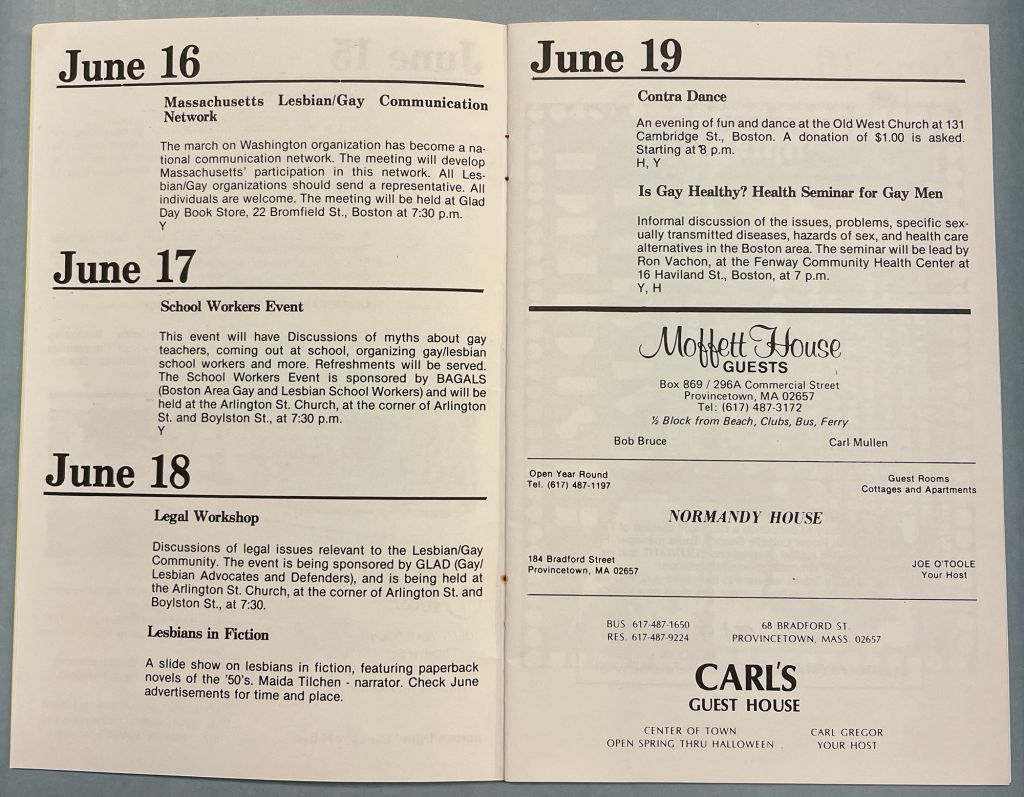 June 16
Massachusetts Lesbian/Gay Communication
Network
The march on Washington organization has become a na-
tional communication network. The meeting will develop
Massachusetts' participation in this network. All Les-
bian/Gay organizations should send a representative. All
individuals are welcome. The meeting will be held at Glad
Day Book Store, 22 Bromfield St., Boston at 7:30 p.m.
Y
June 17
School Workers Event
This event will have Discussions of myths about gay
teachers, coming out at school, organizing gay/lesbian
school workers and more. Refreshments will be served.
The School Workers Event is sponsored by BAGALS
(Boston Area Gay and Lesbian School Workers) and will be
held at the Arlington St. Church, at the corner of Arlington
St. and Boylston St., at 7:30 p.m.
Y
June 18
Legal Workshop
Discussions of legal issues relevant to the Lesbian/Gay
Community. The event is being sponsored by GLAD (Gay/
Lesbian Advocates and Defenders), and is being held at
the Arlington St. Church, at the corner of Arlington St. and
Boylston St., at 7:30.
Lesbians in Fiction
A slide show on lesbians in fiction, featuring paperback
novels of the '50's. Maida Tilchen - narrator. Check June
advertisements for time and place.
June 19
Contra Dance
An evening of fun and dance at the Old West Church at 131
Cambridge St., Boston. A donation of $1.00 is asked.
Starting at 8 p.m.
H, Y
Is Gay Healthy? Health Seminar for Gay Men
Informal discussion of the issues, problems, specific sex-
ually transmitted diseases, hazards of sex, and health care
alternatives in the Boston area. The seminar will be lead by
Ron Vachon, at the Fenway Community Health Center at
16 Haviland St., Boston, at 7 p.m.
Y, H
Moffett House
GUESTS
Box 869 / 296A Commercial Street
Provincetown, MA 02657
Tel: (617) 487-3172
½ Block from Beach, Clubs, Bus, Ferry
Bob Bruce Carl Mullen
Open Year Round
Tel. (617) 487-1197
Guest Rooms
Cottages and Apartments
NORMANDY HOUSE
184 Bradford Street
Provincetown, MA 02657
JOE O'TOOLE
Your Host
BUS 617-487-1650
RES. 617-487-9224
68 BRADFORD ST.
PROVINCETOWN, MASS. 02657
CARL'S
GUEST HOUSE
CENTER OF TOWN
OPEN SPRING THRU HALLOWEEN
CARL GREGOR
YOUR HOST